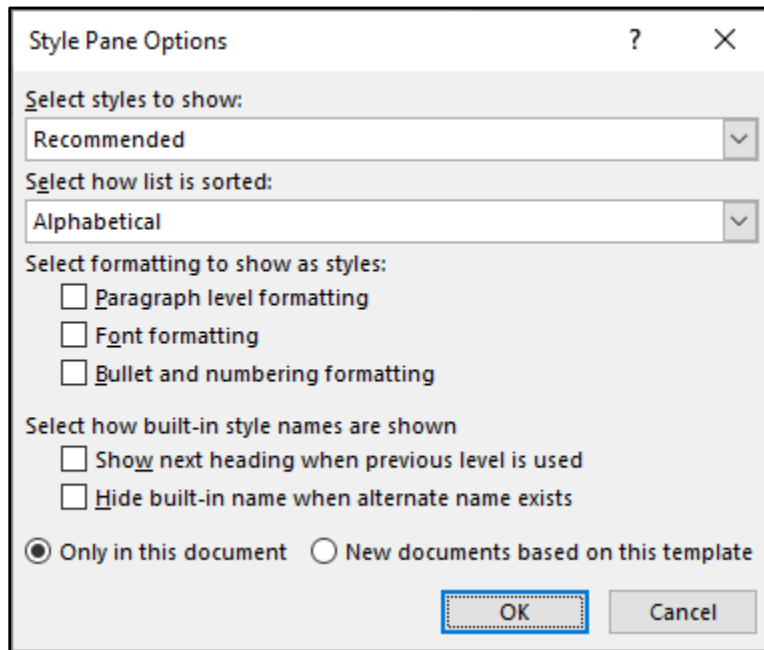 Style Pane Options ?
Select styles to show:
Recommended
Select how list is sorted:
Alphabetical
Select formatting to show as styles:
Paragraph level formatting
Font formatting
Bullet and numbering formatting
Select how built-in style names are shown
Show next heading when previous level is used
Hide built-in name when alternate name exists
Only in this document New documents based on this template
OK Cancel